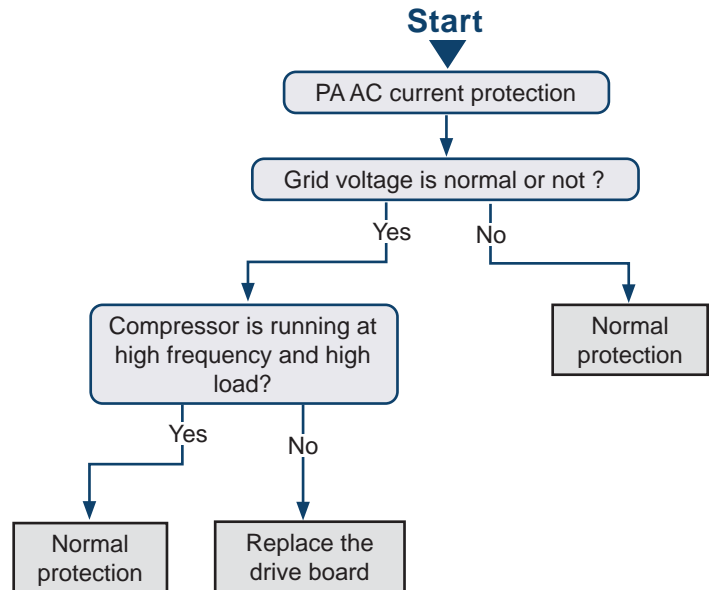 Start
PA AC current protection
Grid voltage is normal or not ?
Yes
No
Compressor is running at
high frequency and high
load?
Normal
protection
Yes
No
Normal
protection
Replace the
drive board